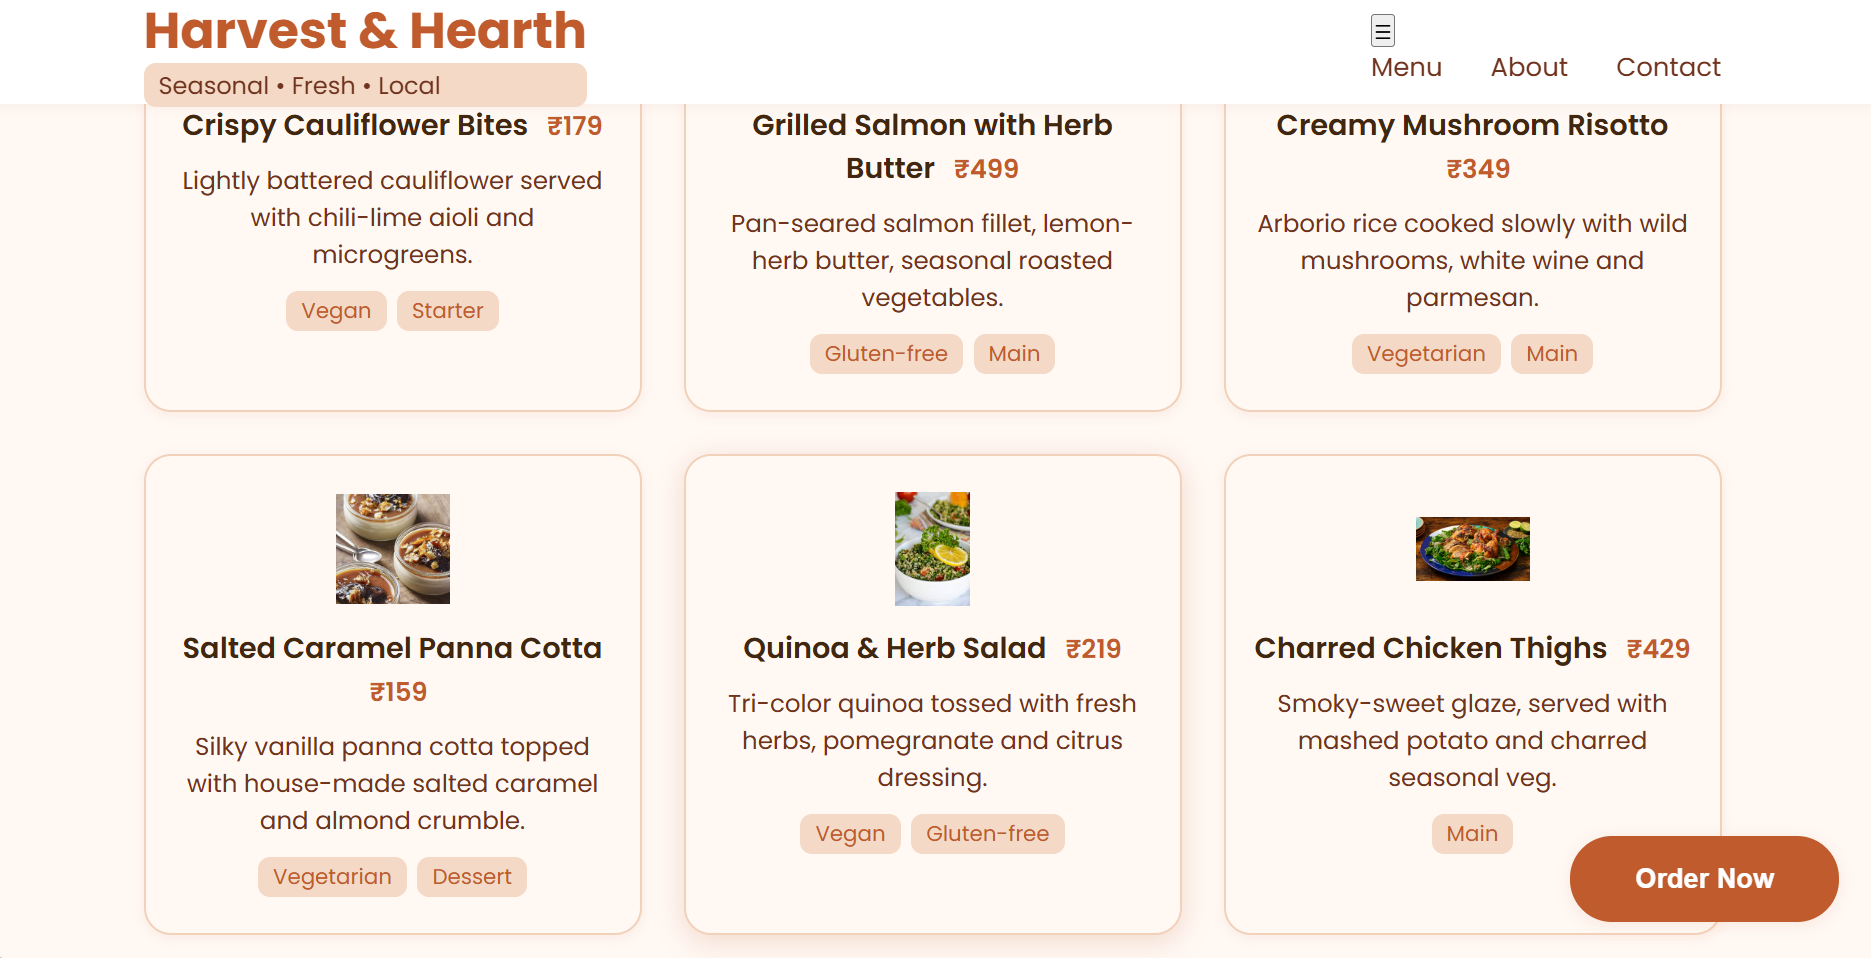 Harvest & Hearth
Seasonal • Fresh • Local
☰
Menu About Contact
Crispy Cauliflower Bites ₹179
Lightly battered cauliflower served
with chili-lime aioli and
microgreens.
Vegan Starter
Grilled Salmon with Herb
Butter ₹499
Pan-seared salmon fillet, lemon-
herb butter, seasonal roasted
vegetables.
Gluten-free Main
Creamy Mushroom Risotto
₹349
Arborio rice cooked slowly with wild
mushrooms, white wine and
parmesan.
Vegetarian Main
Salted Caramel Panna Cotta
₹159
Silky vanilla panna cotta topped
with house-made salted caramel
and almond crumble.
Vegetarian Dessert
Quinoa & Herb Salad ₹219
Tri-color quinoa tossed with fresh
herbs, pomegranate and citrus
dressing.
Vegan Gluten-free
Charred Chicken Thighs ₹429
Smoky-sweet glaze, served with
mashed potato and charred
seasonal veg.
Main
Order Now